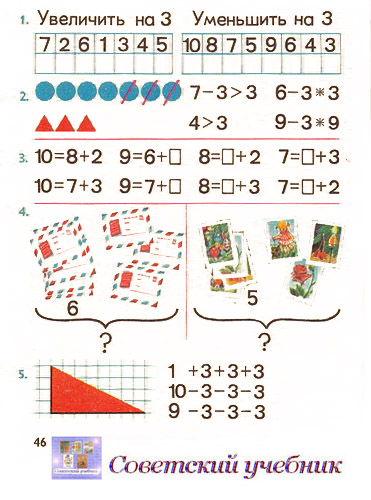 1. Увеличить на 3 Уменьшить на 3
7 2 6 1 3 4 5 10 8 7 5 9 6 4 3
2. 7-3>3 6-3*3
4>3 9-3*9
3. 10=8+2 9=6+□ 8=□+2 7=□+3
10=7+3 9=7+□ 8=□+3 7=□+2
4.
6 5
? ?
5. 1 +3+3+3
10-3-3-3
9 -3-3-3
46
Советский учебник